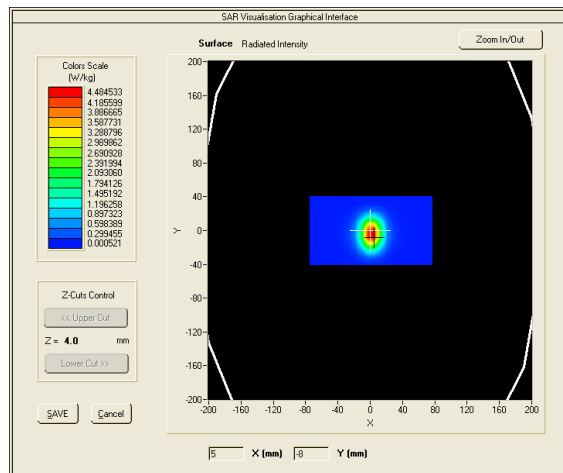 SAR Visualisation Graphical Interface
Surface Radiated Intensity
Zoom In/Out
Colors Scale
(W/kg)
4.484533
4.185599
3.886665
3.587731
3.288796
2.989862
2.690928
2.391994
2.093060
1.794126
1.495192
1.196258
0.897323
0.598389
0.299455
0.000521
Z-Cuts Control
<< Upper Cut
Z = 4.0 mm
Lower Cut >>
SAVE Cancel
200
160
120
80
40
0
-40
-80
-120
-160
-200
Y
-200 -160 -120 -80 -40 0 40 80 120 160 200
X
5 X (mm) -8 Y (mm)